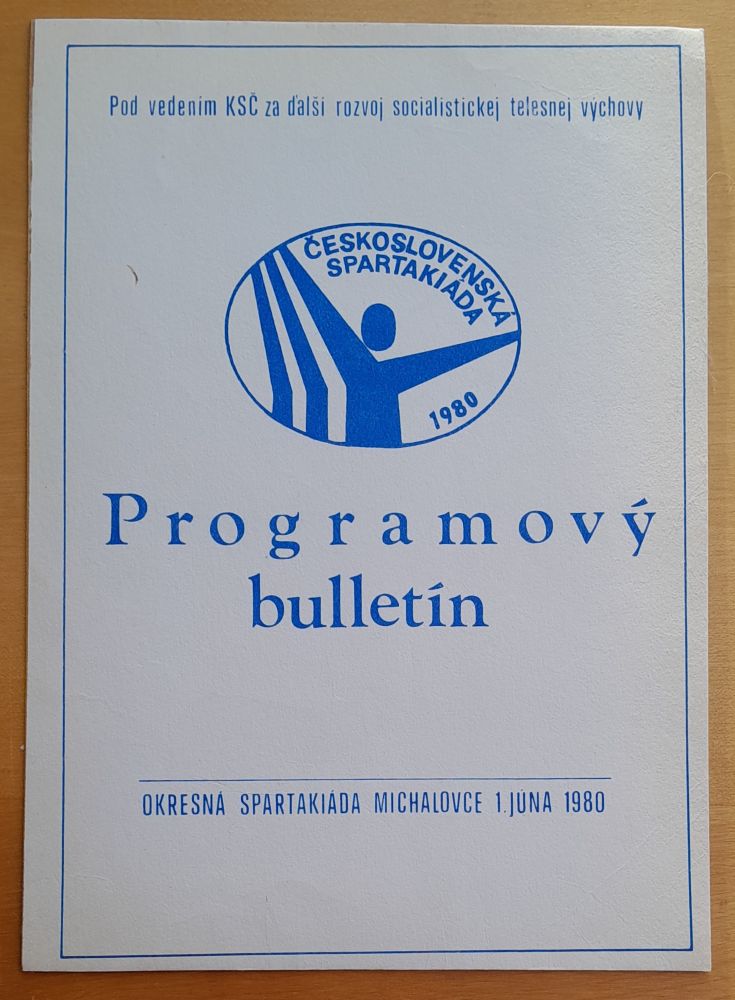 Pod vedením KSČ za ďalší rozvoj socialistickej telesnej výchovy
ČESKOSLOVENSKÁ
SPARTAKIÁDA
1980
Programový
bulletín
OKRESNÁ SPARTAKIÁDA MICHALOVCE 1. JÚNA 1980